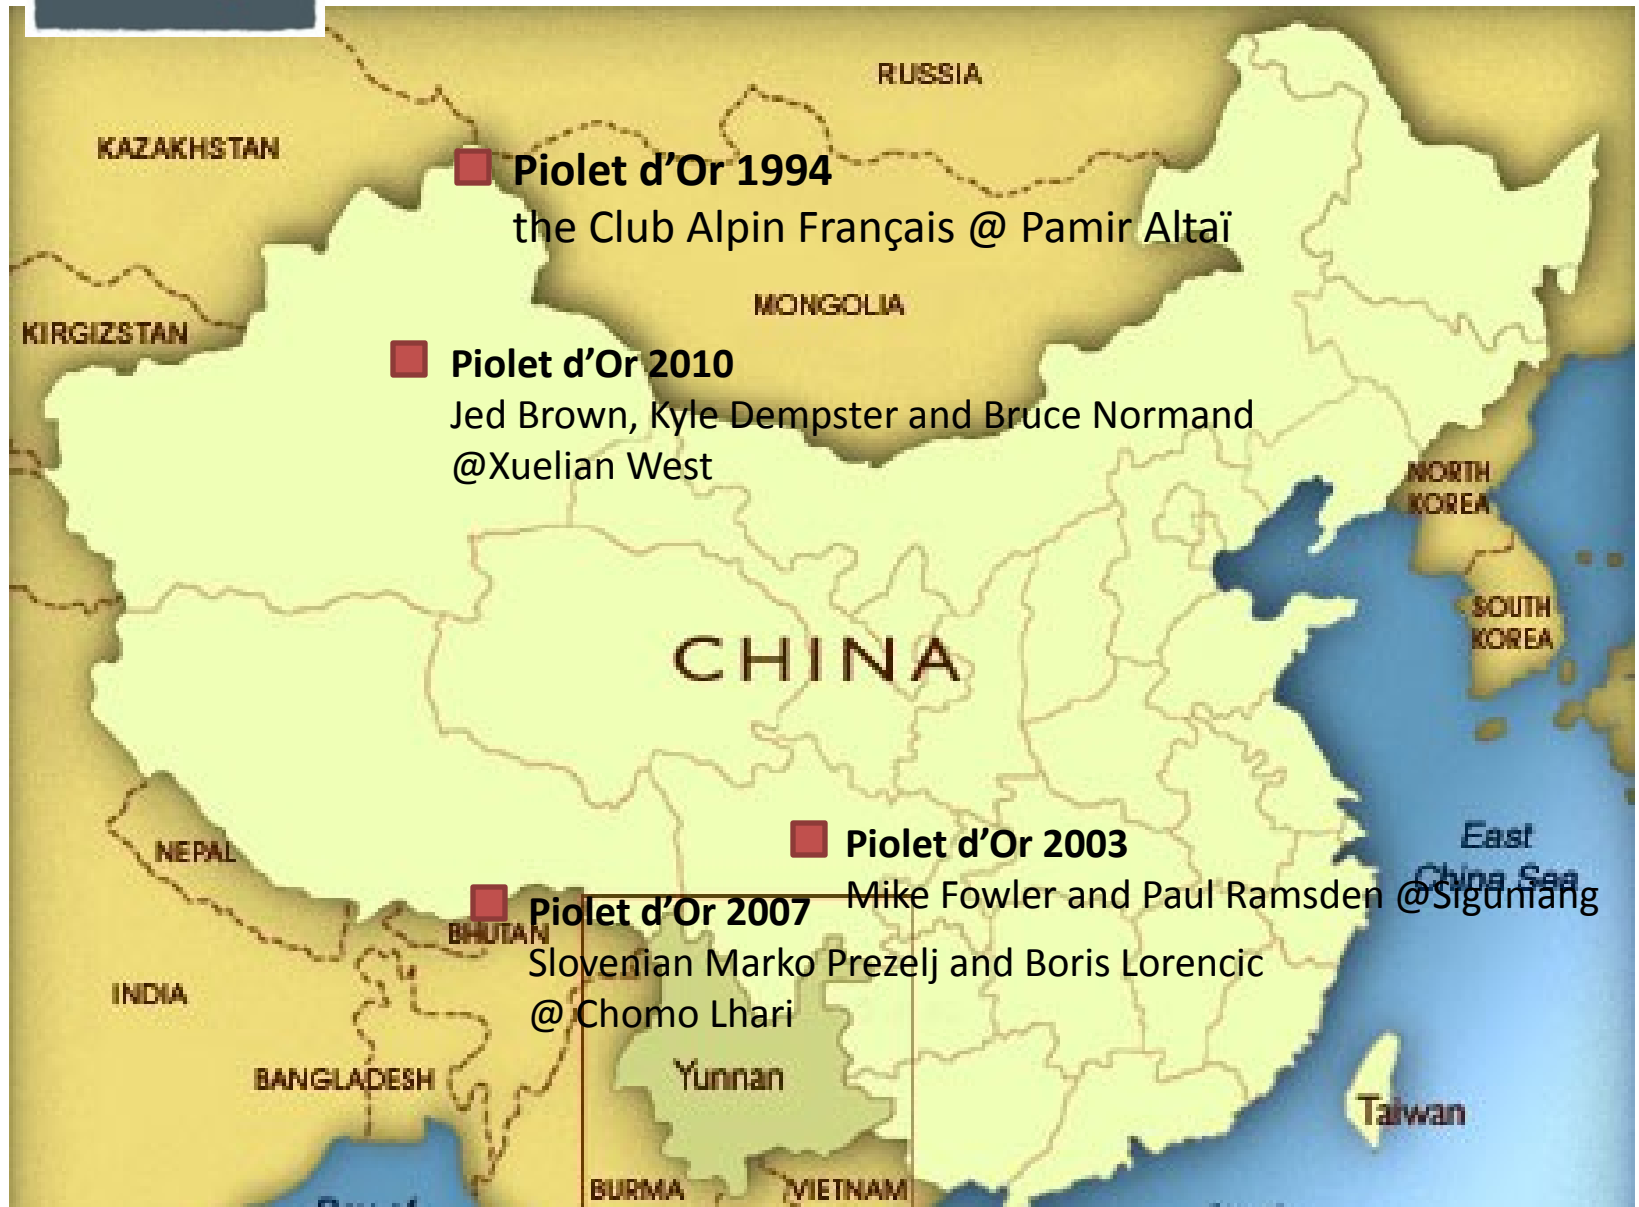 RUSSIA
KAZAKHSTAN
Piolet d’Or 1994
the Club Alpin Français @ Pamir Altaï
MONGOLIA
KIRGIZSTAN
Piolet d’Or 2010
Jed Brown, Kyle Dempster and Bruce Normand
@Xuelian West
NORTH
KOREA
SOUTH
KOREA
CHINA
Piolet d’Or 2003
Mike Fowler and Paul Ramsden @Siguniang
East
China Sea
NEPAL
Piolet d’Or 2007
Slovenian Marko Prezelj and Boris Lorencic
@ Chomo Lhari
BHUTAN
INDIA
BANGLADESH
Yunnan
Taiwan
BURMA
VIETNAM